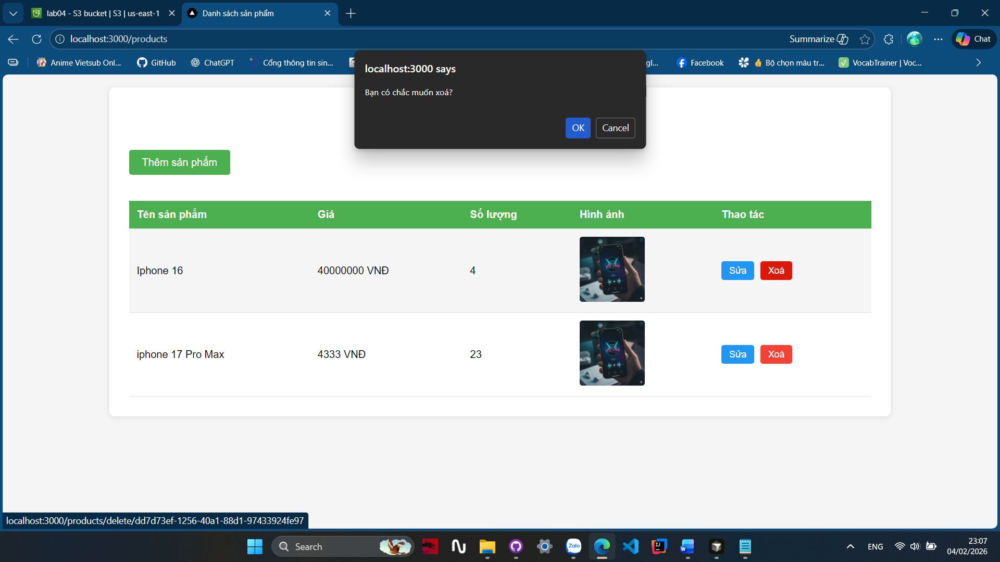 lab04 - S3 bucket | S3 | us-east-1
Danh sách sản phẩm
localhost:3000/products
Summarize
Chat
Anime Vietsub Onl...
GitHub
ChatGPT
Cổng thông tin sin...
gl...
Facebook
Bộ chọn màu tr...
VocabTrainer | Voc...
localhost:3000 says
Bạn có chắc muốn xoá?
OK
Cancel
Thêm sản phẩm
Tên sản phẩm
Giá
Số lượng
Hình ảnh
Thao tác
Iphone 16
40000000 VNĐ
4
Sửa
Xoá
iphone 17 Pro Max
4333 VNĐ
23
Sửa
Xoá
localhost:3000/products/delete/dd7d73ef-1256-40a1-88d1-97433924fe97
Search
Zalo
ENG
23:07
04/02/2026